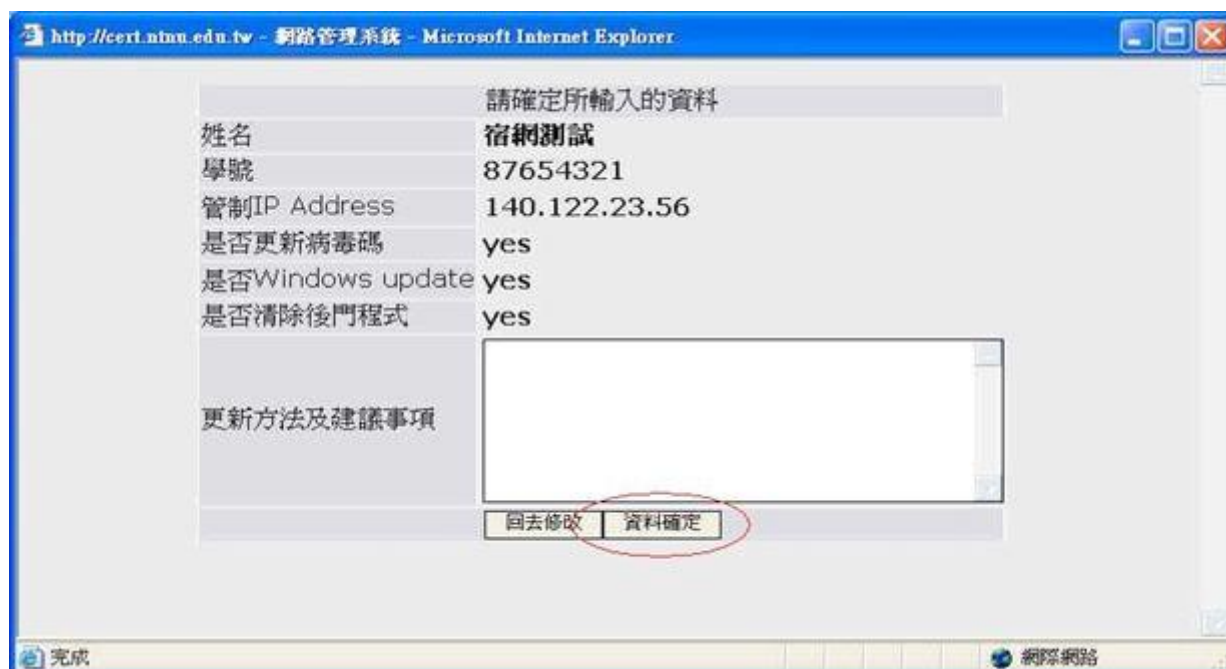 http://cert.ntnu.edu.tw - 網路管理系統 - Microsoft Internet Explorer
請確定所輸入的資料
姓名 宿網測試
學號 87654321
管制IP Address 140.122.23.56
是否更新病毒碼 yes
是否Windows update yes
是否清除後門程式 yes
更新方法及建議事項
回去修改 資料確定
完成 網際網路